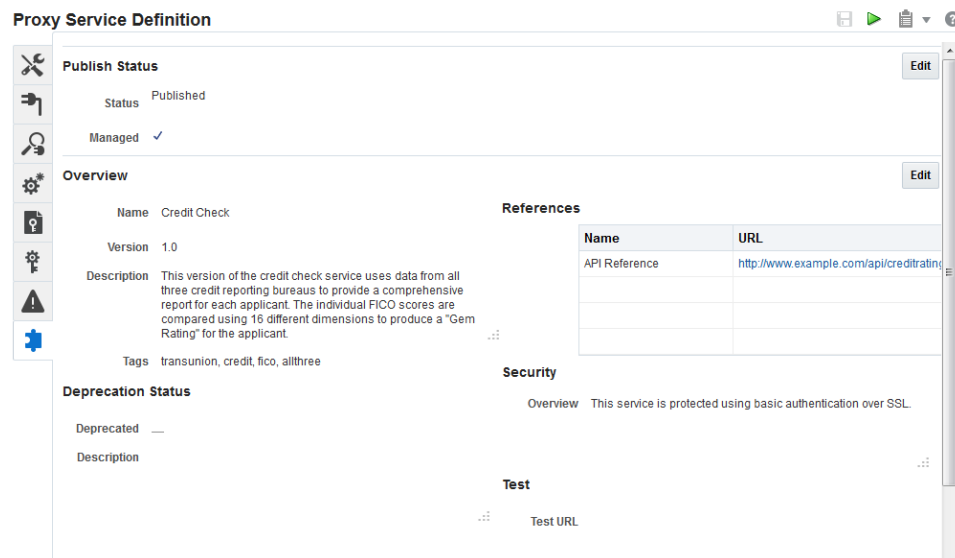 Proxy Service Definition
Publish Status
Edit
Status Published
Managed
Overview
Edit
Name Credit Check
Version 1.0
Description This version of the credit check service uses data from all
three credit reporting bureaus to provide a comprehensive
report for each applicant. The individual FICO scores are
compared using 16 different dimensions to produce a "Gem
Rating" for the applicant.
Tags transunion, credit, fico, allthree
Deprecation Status
Deprecated
Description
References
Name URL
API Reference http://www.example.com/api/creditrating
Security
Overview This service is protected using basic authentication over SSL.
Test
Test URL